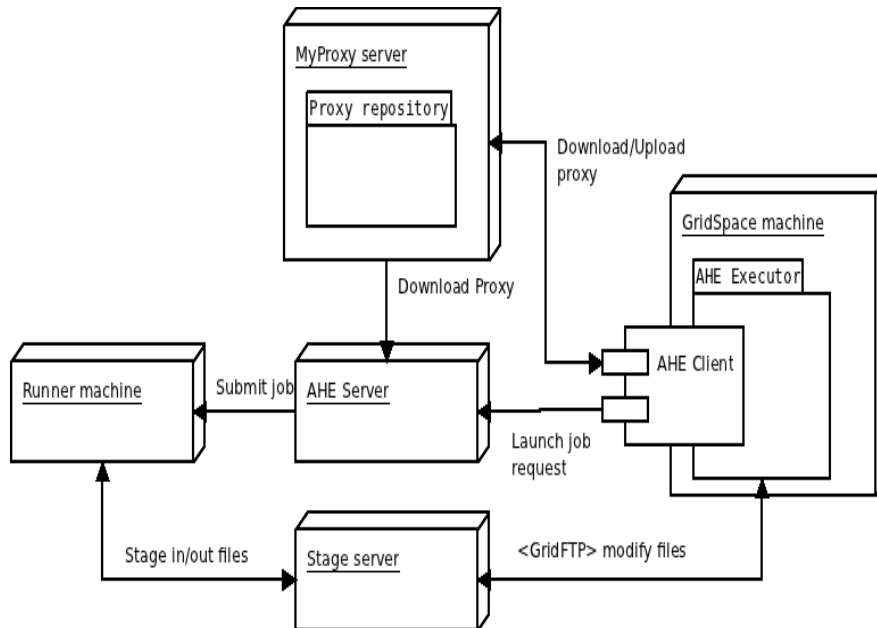 MyProxy server
Proxy repository
Download/Upload
proxy
GridSpace machine
AHE Executor
Download Proxy
AHE Client
Runner machine
Submit job
AHE Server
Launch job
request
Stage in/out files
Stage server
<GridFTP> modify files